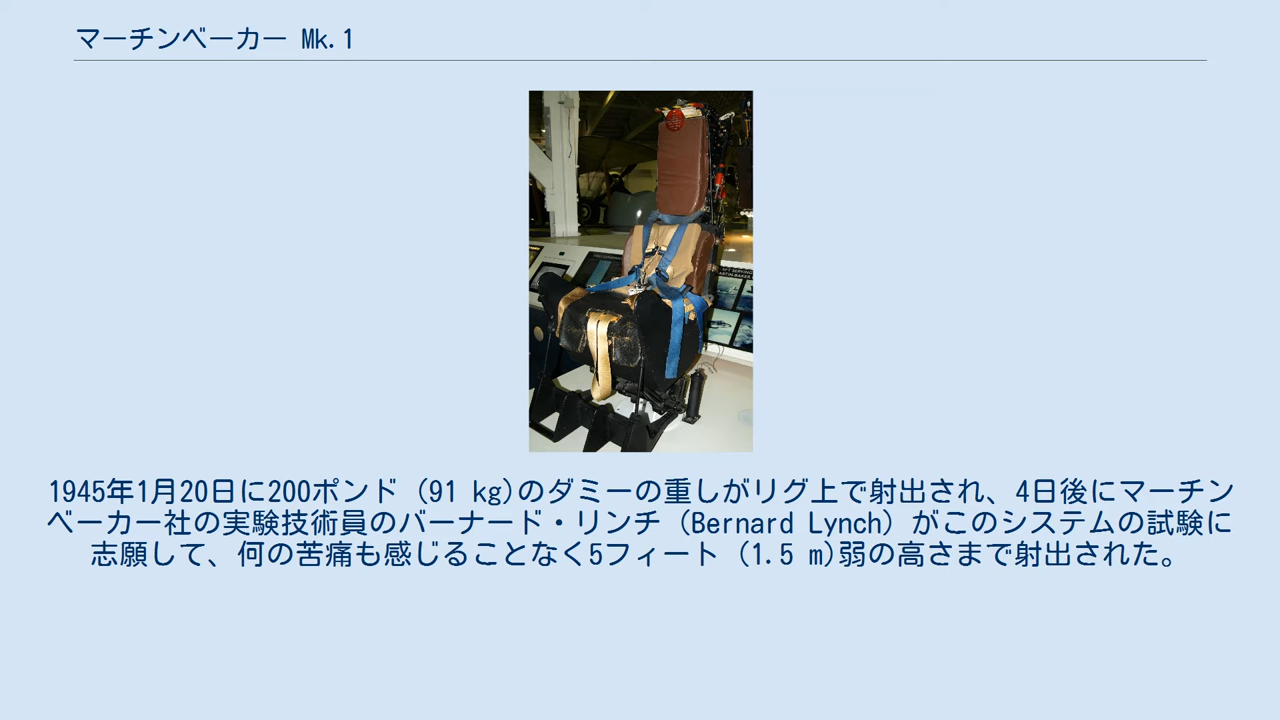 マーチンベーカー Mk.1
1945年1月20日に200ポンド (91 kg)のダミーの重しがリグ上で射出され、4日後にマーチン
ベーカー社の実験技術員のバーナード・リンチ (Bernard Lynch) がこのシステムの試験に
志願して、何の苦痛も感じることなく5フィート (1.5 m)弱の高さまで射出された。